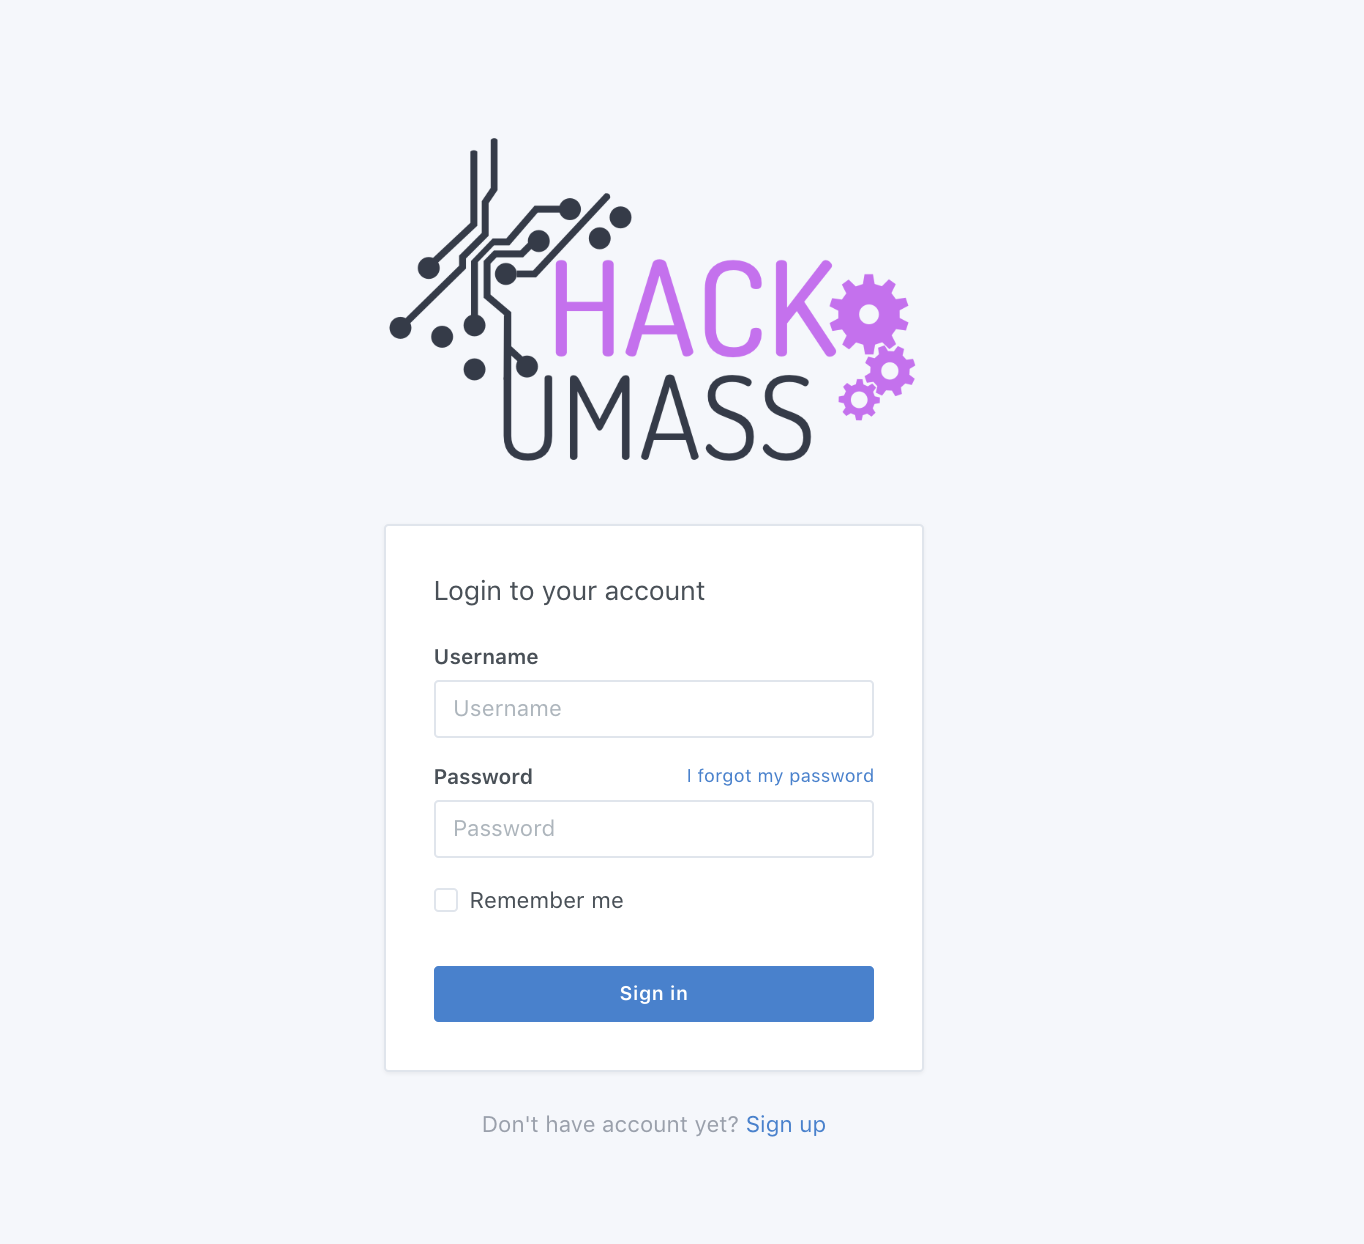 HACK
UMASS
Login to your account
Username
Username
Password I forgot my password
Password
Remember me
Sign in
Don't have account yet? Sign up